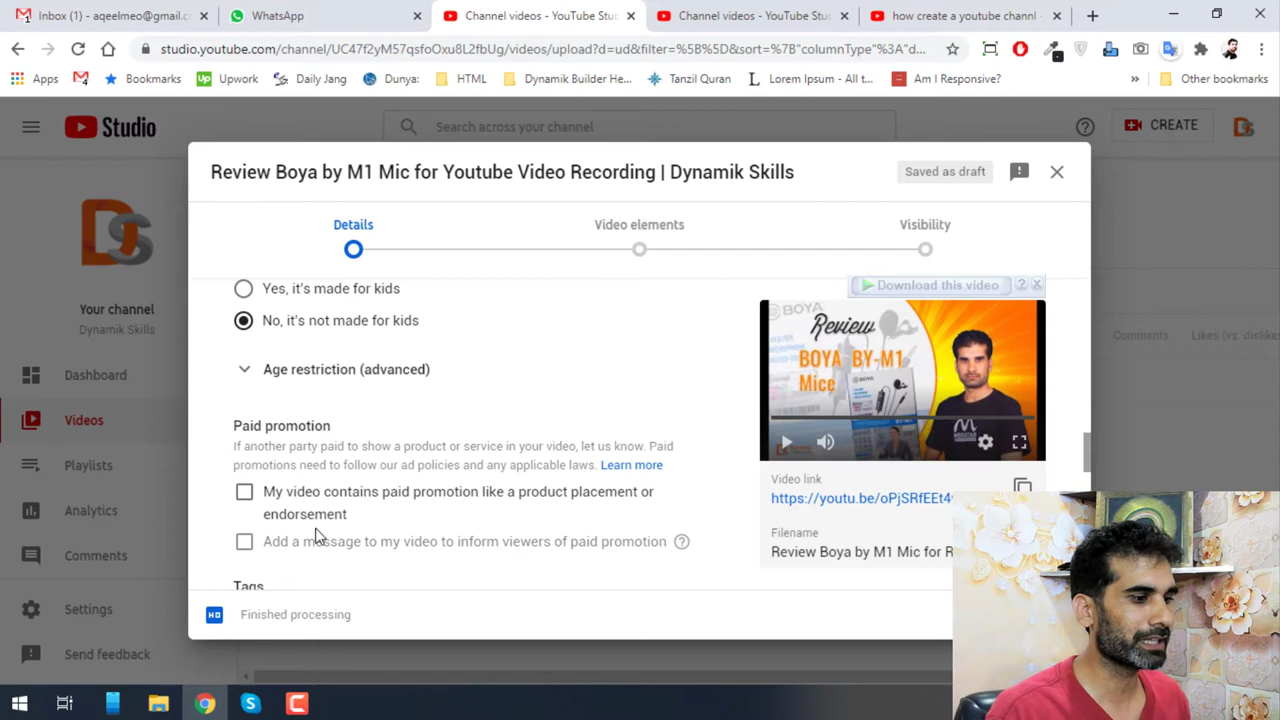 Inbox (1) - aqeelmeo@gmail.c
WhatsApp
Channel videos - YouTube Stu
Channel videos - YouTube Stu
how create a youtube channl -
studio.youtube.com/channel/UC47f2yM57qsfoOxu8L2fbUg/videos/upload?d=ud&filter=%5B%5D&sort=%7B"columnType"%3A"d...
Apps
Bookmarks
Upwork
Daily Jang
Dunya:
HTML
Dynamik Builder He...
Tanzil Quran
Lorem Ipsum - All t...
Am I Responsive?
Other bookmarks
Studio
Search across your channel
CREATE
Your channel
Dynamik Skills
Dashboard
Videos
Playlists
Analytics
Comments
Settings
Send feedback
Comments
Likes (vs. dislike
Review Boya by M1 Mic for Youtube Video Recording | Dynamik Skills
Saved as draft
Details
Video elements
Visibility
Yes, it's made for kids
No, it's not made for kids
Age restriction (advanced)
Paid promotion
If another party paid to show a product or service in your video, let us know. Paid
promotions need to follow our ad policies and any applicable laws. Learn more
My video contains paid promotion like a product placement or
endorsement
Add a message to my video to inform viewers of paid promotion
Tags
Download this video
BOYA
Review
BOYA BY-M1
Mice
Video link
https://youtu.be/oPjSRfEEt4
Filename
Review Boya by M1 Mic for R
HD
Finished processing